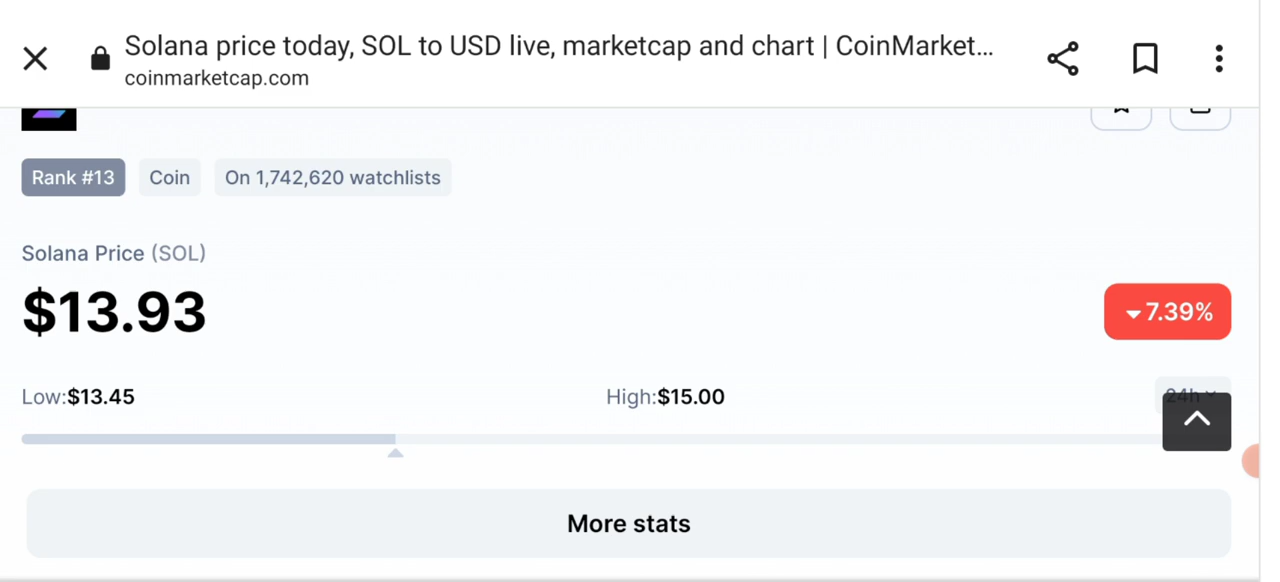 Solana price today, SOL to USD live, marketcap and chart | CoinMarket...
coinmarketcap.com
Rank #13 Coin On 1,742,620 watchlists
Solana Price (SOL)
$13.93
7.39%
Low:$13.45 High:$15.00 24h
More stats